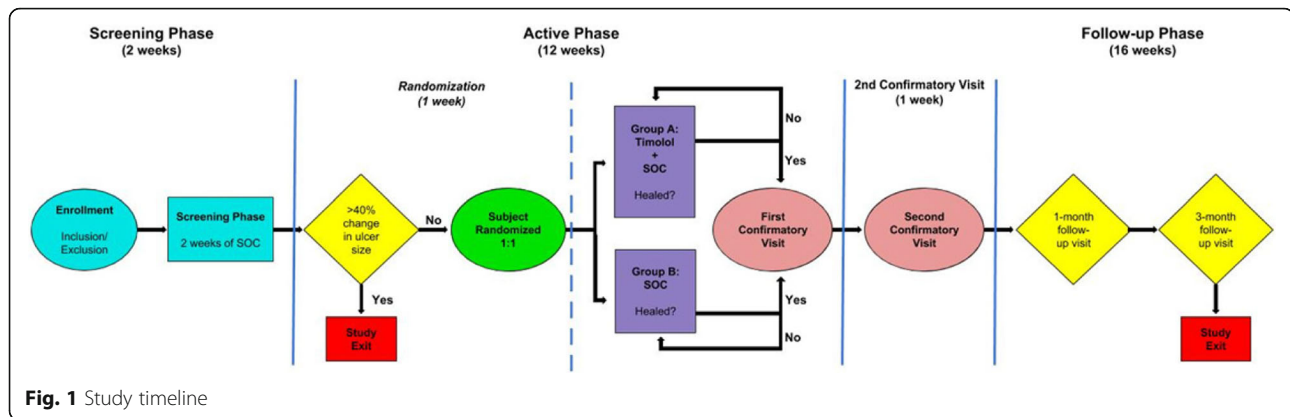 Screening Phase
(2 weeks)
Active Phase
(12 weeks)
Follow-up Phase
(16 weeks)
Randomization
(1 week)
2nd Confirmatory Visit
(1 week)
Enrollment
Inclusion/
Exclusion
Screening Phase
2 weeks of SOC
>40%
change
in ulcer
size
No
Yes
Study
Exit
Subject
Randomized
1:1
Group A:
Timolol
+
SOC
Healed?
No
Yes
Group B:
SOC
Healed?
Yes
No
First
Confirmatory
Visit
Second
Confirmatory
Visit
1-month
follow-
up visit
3-month
follow-
up visit
Study
Exit
Fig. 1 Study timeline